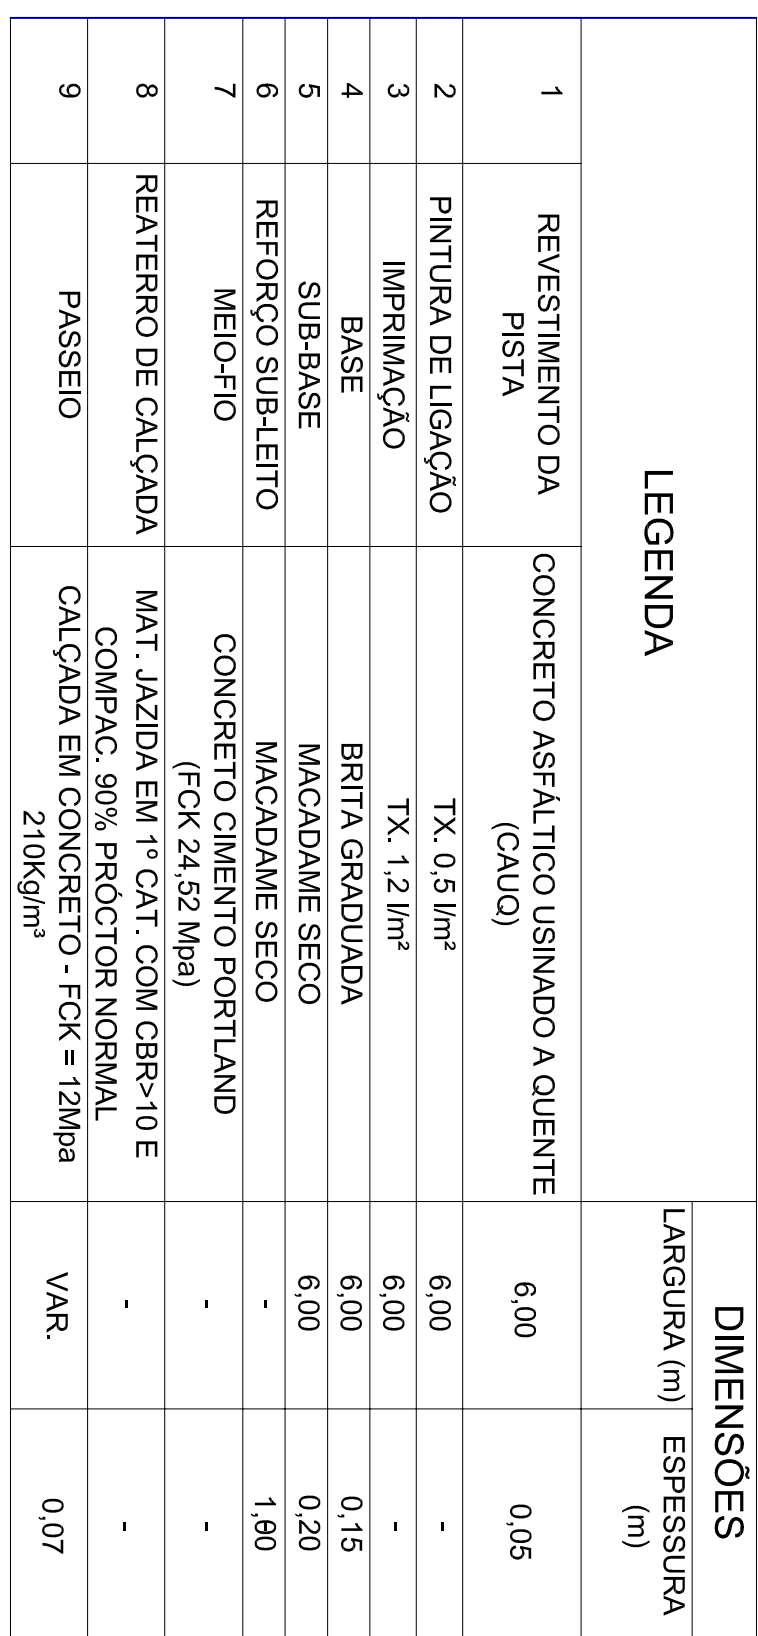 LEGENDA
DIMENSÕES
LARGURA (m)
ESPESSURA
(m)
1
REVESTIMENTO DA
PISTA
CONCRETO ASFÁLTICO USINADO A QUENTE
(CAUQ)
6,00
0,05
2
PINTURA DE LIGAÇÃO
TX. 0,5 l/m²
6,00
-
3
IMPRIMAÇÃO
TX. 1,2 l/m²
6,00
-
4
BASE
BRITA GRADUADA
6,00
0,15
5
SUB-BASE
MACADAME SECO
6,00
0,20
6
REFORÇO SUB-LEITO
MACADAME SECO
-
1,00
7
MEIO-FIO
CONCRETO CIMENTO PORTLAND
(FCK 24,52 Mpa)
-
-
8
REATERRO DE CALÇADA
MAT. JAZIDA EM 1º CAT. COM CBR>10 E
COMPAC. 90% PRÓCTOR NORMAL
-
-
9
PASSEIO
CALÇADA EM CONCRETO - FCK = 12Mpa
210Kg/m³
VAR.
0,07